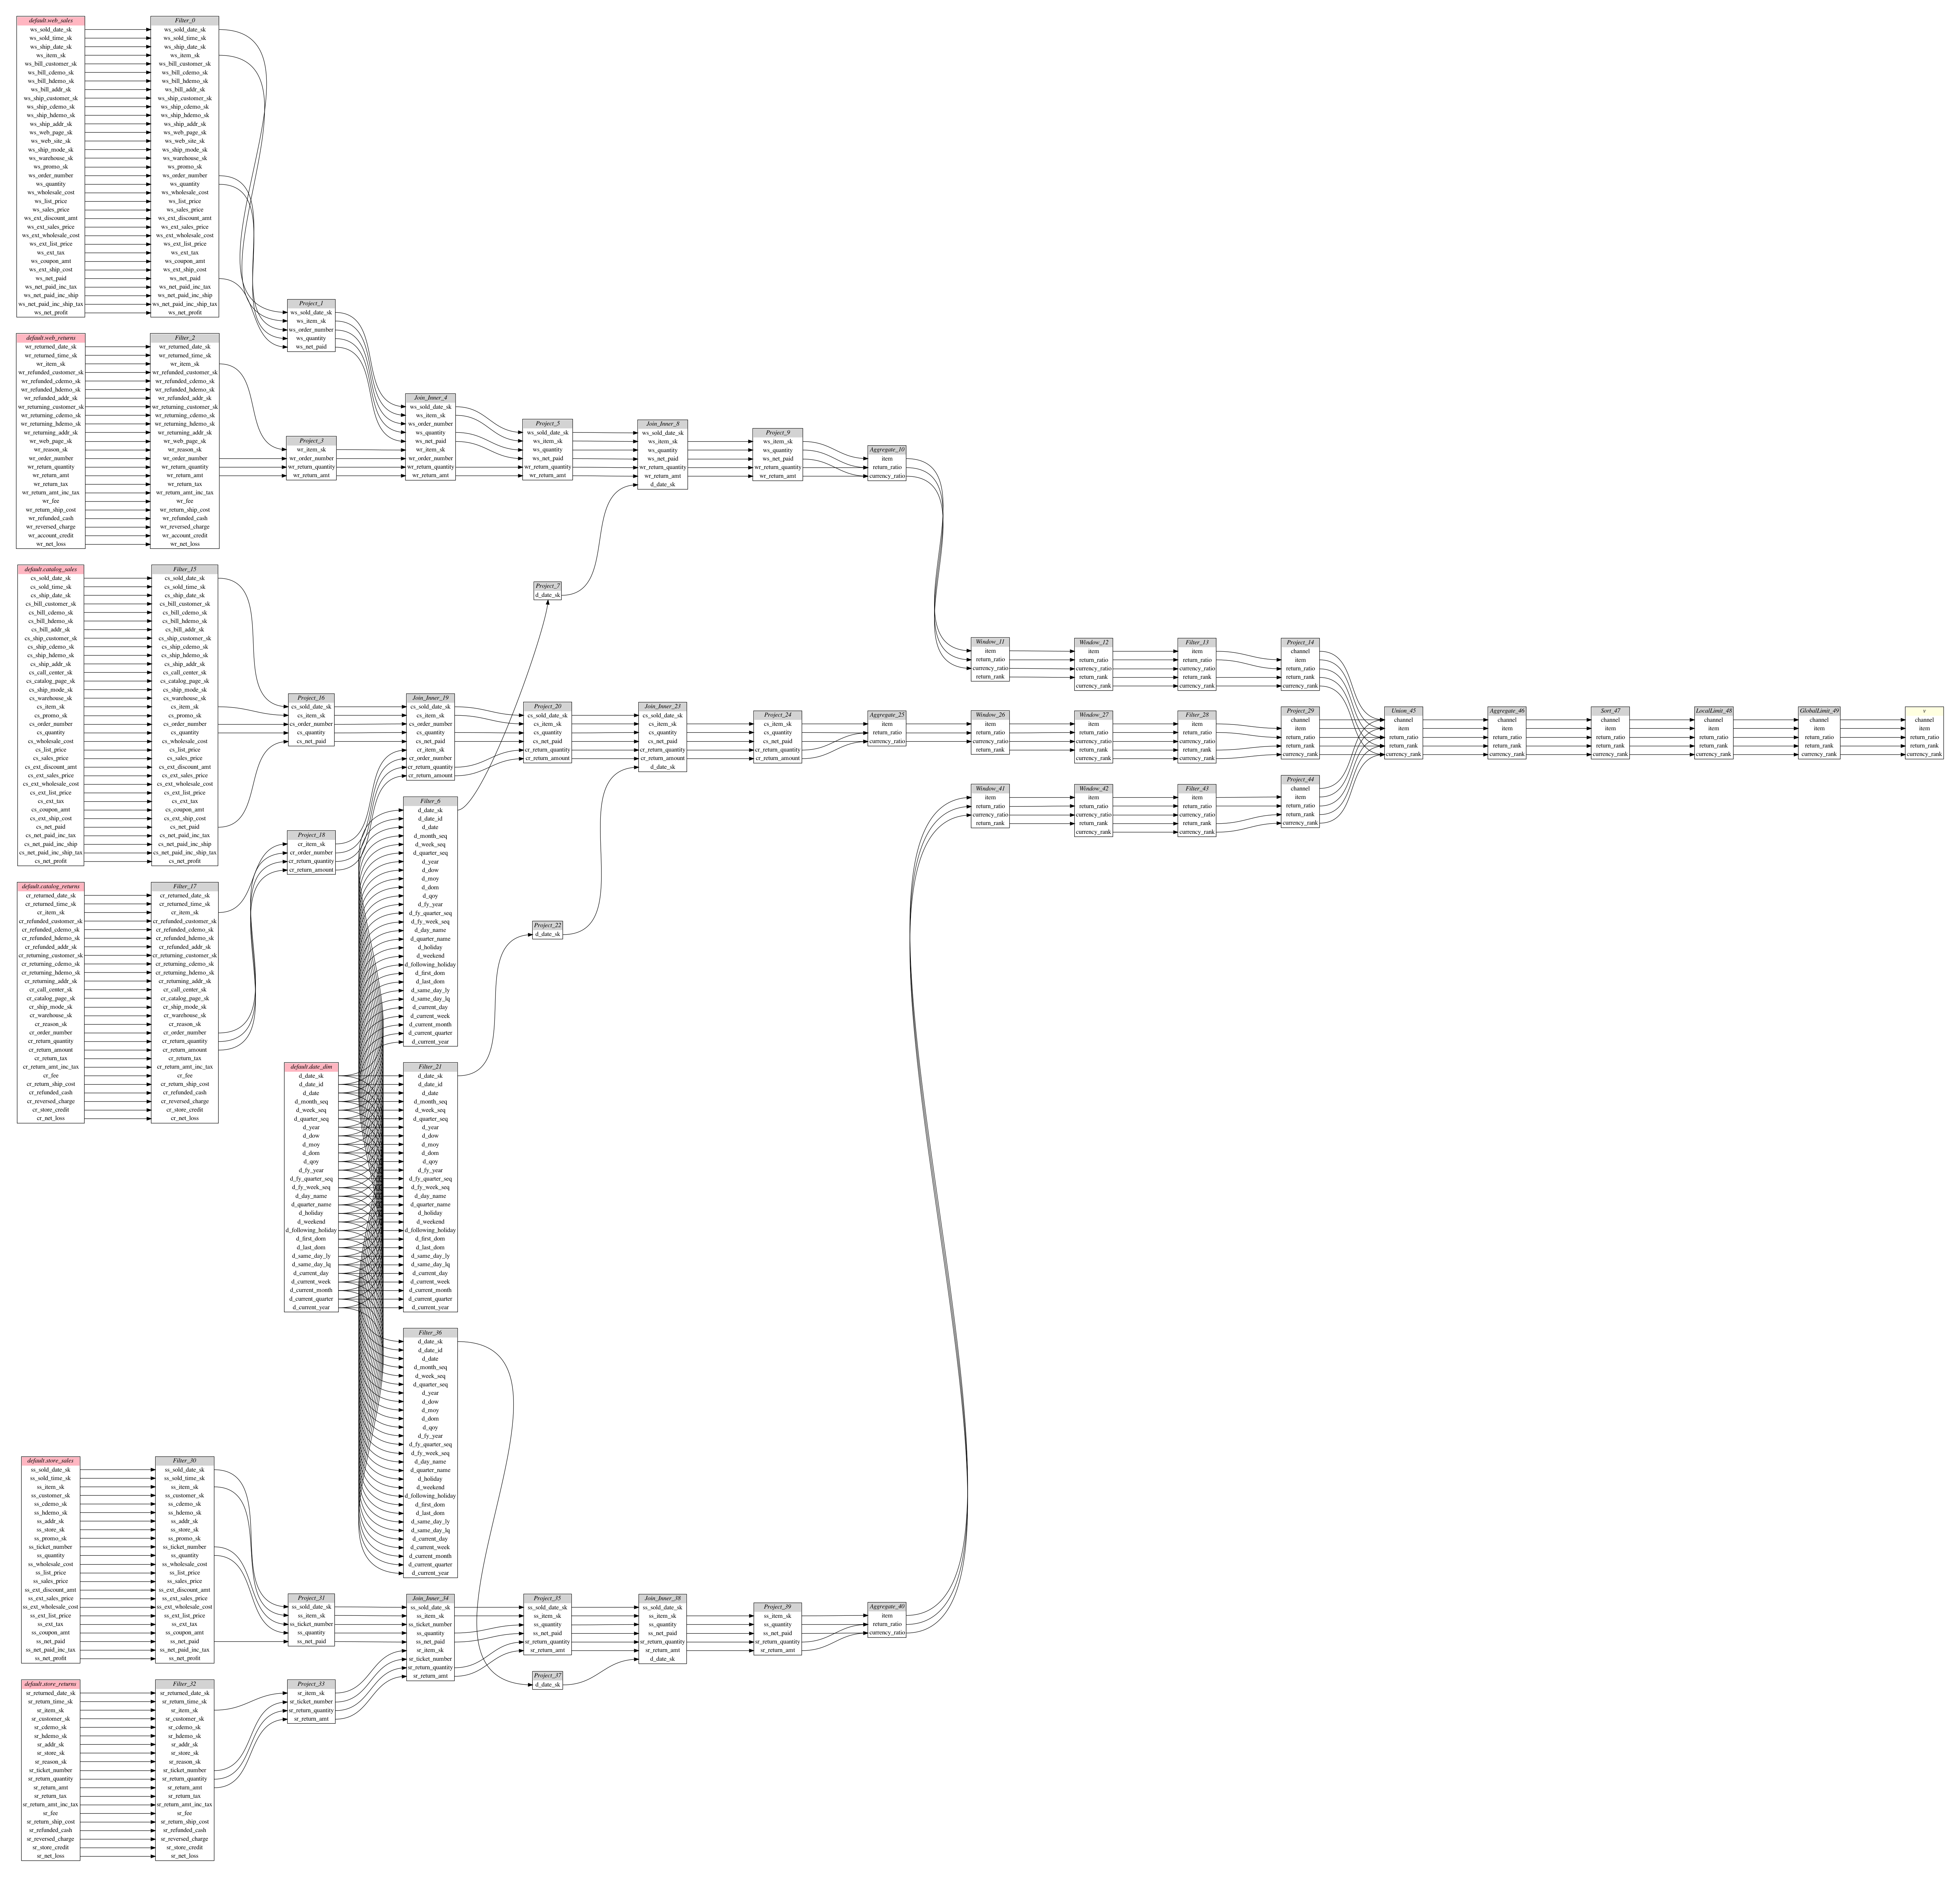 default.web_sales
ws_sold_date_sk
ws_sold_time_sk
ws_ship_date_sk
ws_item_sk
ws_bill_customer_sk
ws_bill_cdemo_sk
ws_bill_hdemo_sk
ws_bill_addr_sk
ws_ship_customer_sk
ws_ship_cdemo_sk
ws_ship_hdemo_sk
ws_ship_addr_sk
ws_web_page_sk
ws_web_site_sk
ws_ship_mode_sk
ws_warehouse_sk
ws_promo_sk
ws_order_number
ws_quantity
ws_wholesale_cost
ws_list_price
ws_sales_price
ws_ext_discount_amt
ws_ext_sales_price
ws_ext_wholesale_cost
ws_ext_list_price
ws_ext_tax
ws_coupon_amt
ws_ext_ship_cost
ws_net_paid
ws_net_paid_inc_tax
ws_net_paid_inc_ship
ws_net_paid_inc_ship_tax
ws_net_profit
Filter_0
ws_sold_date_sk
ws_sold_time_sk
ws_ship_date_sk
ws_item_sk
ws_bill_customer_sk
ws_bill_cdemo_sk
ws_bill_hdemo_sk
ws_bill_addr_sk
ws_ship_customer_sk
ws_ship_cdemo_sk
ws_ship_hdemo_sk
ws_ship_addr_sk
ws_web_page_sk
ws_web_site_sk
ws_ship_mode_sk
ws_warehouse_sk
ws_promo_sk
ws_order_number
ws_quantity
ws_wholesale_cost
ws_list_price
ws_sales_price
ws_ext_discount_amt
ws_ext_sales_price
ws_ext_wholesale_cost
ws_ext_list_price
ws_ext_tax
ws_coupon_amt
ws_ext_ship_cost
ws_net_paid
ws_net_paid_inc_tax
ws_net_paid_inc_ship
ws_net_paid_inc_ship_tax
ws_net_profit
Project_1
ws_sold_date_sk
ws_item_sk
ws_order_number
ws_quantity
ws_net_paid
default.web_returns
wr_returned_date_sk
wr_returned_time_sk
wr_item_sk
wr_refunded_customer_sk
wr_refunded_cdemo_sk
wr_refunded_hdemo_sk
wr_refunded_addr_sk
wr_returning_customer_sk
wr_returning_cdemo_sk
wr_returning_hdemo_sk
wr_returning_addr_sk
wr_web_page_sk
wr_reason_sk
wr_order_number
wr_return_quantity
wr_return_amt
wr_return_tax
wr_return_amt_inc_tax
wr_fee
wr_return_ship_cost
wr_refunded_cash
wr_reversed_charge
wr_account_credit
wr_net_loss
Filter_2
wr_returned_date_sk
wr_returned_time_sk
wr_item_sk
wr_refunded_customer_sk
wr_refunded_cdemo_sk
wr_refunded_hdemo_sk
wr_refunded_addr_sk
wr_returning_customer_sk
wr_returning_cdemo_sk
wr_returning_hdemo_sk
wr_returning_addr_sk
wr_web_page_sk
wr_reason_sk
wr_order_number
wr_return_quantity
wr_return_amt
wr_return_tax
wr_return_amt_inc_tax
wr_fee
wr_return_ship_cost
wr_refunded_cash
wr_reversed_charge
wr_account_credit
wr_net_loss
Project_3
wr_item_sk
wr_order_number
wr_return_quantity
wr_return_amt
Join_Inner_4
ws_sold_date_sk
ws_item_sk
ws_order_number
ws_quantity
ws_net_paid
wr_item_sk
wr_order_number
wr_return_quantity
wr_return_amt
Project_5
ws_sold_date_sk
ws_item_sk
ws_quantity
ws_net_paid
wr_return_quantity
wr_return_amt
Join_Inner_8
ws_sold_date_sk
ws_item_sk
ws_quantity
ws_net_paid
wr_return_quantity
wr_return_amt
d_date_sk
Project_9
ws_item_sk
ws_quantity
ws_net_paid
wr_return_quantity
wr_return_amt
Aggregate_10
item
return_ratio
currency_ratio
Project_7
d_date_sk
default.catalog_sales
cs_sold_date_sk
cs_sold_time_sk
cs_ship_date_sk
cs_bill_customer_sk
cs_bill_cdemo_sk
cs_bill_hdemo_sk
cs_bill_addr_sk
cs_ship_customer_sk
cs_ship_cdemo_sk
cs_ship_hdemo_sk
cs_ship_addr_sk
cs_call_center_sk
cs_catalog_page_sk
cs_ship_mode_sk
cs_warehouse_sk
cs_item_sk
cs_promo_sk
cs_order_number
cs_quantity
cs_wholesale_cost
cs_list_price
cs_sales_price
cs_ext_discount_amt
cs_ext_sales_price
cs_ext_wholesale_cost
cs_ext_list_price
cs_ext_tax
cs_coupon_amt
cs_ext_ship_cost
cs_net_paid
cs_net_paid_inc_tax
cs_net_paid_inc_ship
cs_net_paid_inc_ship_tax
cs_net_profit
Filter_15
cs_sold_date_sk
cs_sold_time_sk
cs_ship_date_sk
cs_bill_customer_sk
cs_bill_cdemo_sk
cs_bill_hdemo_sk
cs_bill_addr_sk
cs_ship_customer_sk
cs_ship_cdemo_sk
cs_ship_hdemo_sk
cs_ship_addr_sk
cs_call_center_sk
cs_catalog_page_sk
cs_ship_mode_sk
cs_warehouse_sk
cs_item_sk
cs_promo_sk
cs_order_number
cs_quantity
cs_wholesale_cost
cs_list_price
cs_sales_price
cs_ext_discount_amt
cs_ext_sales_price
cs_ext_wholesale_cost
cs_ext_list_price
cs_ext_tax
cs_coupon_amt
cs_ext_ship_cost
cs_net_paid
cs_net_paid_inc_tax
cs_net_paid_inc_ship
cs_net_paid_inc_ship_tax
cs_net_profit
Project_16
cs_sold_date_sk
cs_item_sk
cs_order_number
cs_quantity
cs_net_paid
Join_Inner_19
cs_sold_date_sk
cs_item_sk
cs_order_number
cs_quantity
cs_net_paid
cr_item_sk
cr_order_number
cr_return_quantity
cr_return_amount
Project_20
cs_sold_date_sk
cs_item_sk
cs_quantity
cs_net_paid
cr_return_quantity
cr_return_amount
Join_Inner_23
cs_sold_date_sk
cs_item_sk
cs_quantity
cs_net_paid
cr_return_quantity
cr_return_amount
d_date_sk
Project_24
cs_item_sk
cs_quantity
cs_net_paid
cr_return_quantity
cr_return_amount
Aggregate_25
item
return_ratio
currency_ratio
Window_11
item
return_ratio
currency_ratio
return_rank
Window_12
item
return_ratio
currency_ratio
return_rank
currency_rank
Filter_13
item
return_ratio
currency_ratio
return_rank
currency_rank
Project_14
channel
item
return_ratio
return_rank
currency_rank
Window_26
item
return_ratio
currency_ratio
return_rank
Window_27
item
return_ratio
currency_ratio
return_rank
currency_rank
Filter_28
item
return_ratio
currency_ratio
return_rank
currency_rank
Project_29
channel
item
return_ratio
return_rank
currency_rank
Union_45
channel
item
return_ratio
return_rank
currency_rank
Aggregate_46
channel
item
return_ratio
return_rank
currency_rank
Sort_47
channel
item
return_ratio
return_rank
currency_rank
LocalLimit_48
channel
item
return_ratio
return_rank
currency_rank
GlobalLimit_49
channel
item
return_ratio
return_rank
currency_rank
v
channel
item
return_ratio
return_rank
currency_rank
Window_41
item
return_ratio
currency_ratio
return_rank
Window_42
item
return_ratio
currency_ratio
return_rank
currency_rank
Filter_43
item
return_ratio
currency_ratio
return_rank
currency_rank
Project_44
channel
item
return_ratio
return_rank
currency_rank
Project_18
cr_item_sk
cr_order_number
cr_return_quantity
cr_return_amount
Filter_6
d_date_sk
d_date_id
d_date
d_month_seq
d_week_seq
d_quarter_seq
d_year
d_dow
d_moy
d_dom
d_qoy
d_fy_year
d_fy_quarter_seq
d_fy_week_seq
d_day_name
d_quarter_name
d_holiday
d_weekend
d_following_holiday
d_first_dom
d_last_dom
d_same_day_ly
d_same_day_lq
d_current_day
d_current_week
d_current_month
d_current_quarter
d_current_year
default.catalog_returns
cr_returned_date_sk
cr_returned_time_sk
cr_item_sk
cr_refunded_customer_sk
cr_refunded_cdemo_sk
cr_refunded_hdemo_sk
cr_refunded_addr_sk
cr_returning_customer_sk
cr_returning_cdemo_sk
cr_returning_hdemo_sk
cr_returning_addr_sk
cr_call_center_sk
cr_catalog_page_sk
cr_ship_mode_sk
cr_warehouse_sk
cr_reason_sk
cr_order_number
cr_return_quantity
cr_return_amount
cr_return_tax
cr_return_amt_inc_tax
cr_fee
cr_return_ship_cost
cr_refunded_cash
cr_reversed_charge
cr_store_credit
cr_net_loss
Filter_17
cr_returned_date_sk
cr_returned_time_sk
cr_item_sk
cr_refunded_customer_sk
cr_refunded_cdemo_sk
cr_refunded_hdemo_sk
cr_refunded_addr_sk
cr_returning_customer_sk
cr_returning_cdemo_sk
cr_returning_hdemo_sk
cr_returning_addr_sk
cr_call_center_sk
cr_catalog_page_sk
cr_ship_mode_sk
cr_warehouse_sk
cr_reason_sk
cr_order_number
cr_return_quantity
cr_return_amount
cr_return_tax
cr_return_amt_inc_tax
cr_fee
cr_return_ship_cost
cr_refunded_cash
cr_reversed_charge
cr_store_credit
cr_net_loss
Project_22
d_date_sk
default.date_dim
d_date_sk
d_date_id
d_date
d_month_seq
d_week_seq
d_quarter_seq
d_year
d_dow
d_moy
d_dom
d_qoy
d_fy_year
d_fy_quarter_seq
d_fy_week_seq
d_day_name
d_quarter_name
d_holiday
d_weekend
d_following_holiday
d_first_dom
d_last_dom
d_same_day_ly
d_same_day_lq
d_current_day
d_current_week
d_current_month
d_current_quarter
d_current_year
Filter_21
d_date_sk
d_date_id
d_date
d_month_seq
d_week_seq
d_quarter_seq
d_year
d_dow
d_moy
d_dom
d_qoy
d_fy_year
d_fy_quarter_seq
d_fy_week_seq
d_day_name
d_quarter_name
d_holiday
d_weekend
d_following_holiday
d_first_dom
d_last_dom
d_same_day_ly
d_same_day_lq
d_current_day
d_current_week
d_current_month
d_current_quarter
d_current_year
Filter_36
d_date_sk
d_date_id
d_date
d_month_seq
d_week_seq
d_quarter_seq
d_year
d_dow
d_moy
d_dom
d_qoy
d_fy_year
d_fy_quarter_seq
d_fy_week_seq
d_day_name
d_quarter_name
d_holiday
d_weekend
d_following_holiday
d_first_dom
d_last_dom
d_same_day_ly
d_same_day_lq
d_current_day
d_current_week
d_current_month
d_current_quarter
d_current_year
default.store_sales
ss_sold_date_sk
ss_sold_time_sk
ss_item_sk
ss_customer_sk
ss_cdemo_sk
ss_hdemo_sk
ss_addr_sk
ss_store_sk
ss_promo_sk
ss_ticket_number
ss_quantity
ss_wholesale_cost
ss_list_price
ss_sales_price
ss_ext_discount_amt
ss_ext_sales_price
ss_ext_wholesale_cost
ss_ext_list_price
ss_ext_tax
ss_coupon_amt
ss_net_paid
ss_net_paid_inc_tax
ss_net_profit
Filter_30
ss_sold_date_sk
ss_sold_time_sk
ss_item_sk
ss_customer_sk
ss_cdemo_sk
ss_hdemo_sk
ss_addr_sk
ss_store_sk
ss_promo_sk
ss_ticket_number
ss_quantity
ss_wholesale_cost
ss_list_price
ss_sales_price
ss_ext_discount_amt
ss_ext_sales_price
ss_ext_wholesale_cost
ss_ext_list_price
ss_ext_tax
ss_coupon_amt
ss_net_paid
ss_net_paid_inc_tax
ss_net_profit
Project_31
ss_sold_date_sk
ss_item_sk
ss_ticket_number
ss_quantity
ss_net_paid
Join_Inner_34
ss_sold_date_sk
ss_item_sk
ss_ticket_number
ss_quantity
ss_net_paid
sr_item_sk
sr_ticket_number
sr_return_quantity
sr_return_amt
Project_35
ss_sold_date_sk
ss_item_sk
ss_quantity
ss_net_paid
sr_return_quantity
sr_return_amt
Join_Inner_38
ss_sold_date_sk
ss_item_sk
ss_quantity
ss_net_paid
sr_return_quantity
sr_return_amt
d_date_sk
Project_39
ss_item_sk
ss_quantity
ss_net_paid
sr_return_quantity
sr_return_amt
Aggregate_40
item
return_ratio
currency_ratio
Project_37
d_date_sk
default.store_returns
sr_returned_date_sk
sr_return_time_sk
sr_item_sk
sr_customer_sk
sr_cdemo_sk
sr_hdemo_sk
sr_addr_sk
sr_store_sk
sr_reason_sk
sr_ticket_number
sr_return_quantity
sr_return_amt
sr_return_tax
sr_return_amt_inc_tax
sr_fee
sr_return_ship_cost
sr_refunded_cash
sr_reversed_charge
sr_store_credit
sr_net_loss
Filter_32
sr_returned_date_sk
sr_return_time_sk
sr_item_sk
sr_customer_sk
sr_cdemo_sk
sr_hdemo_sk
sr_addr_sk
sr_store_sk
sr_reason_sk
sr_ticket_number
sr_return_quantity
sr_return_amt
sr_return_tax
sr_return_amt_inc_tax
sr_fee
sr_return_ship_cost
sr_refunded_cash
sr_reversed_charge
sr_store_credit
sr_net_loss
Project_33
sr_item_sk
sr_ticket_number
sr_return_quantity
sr_return_amt